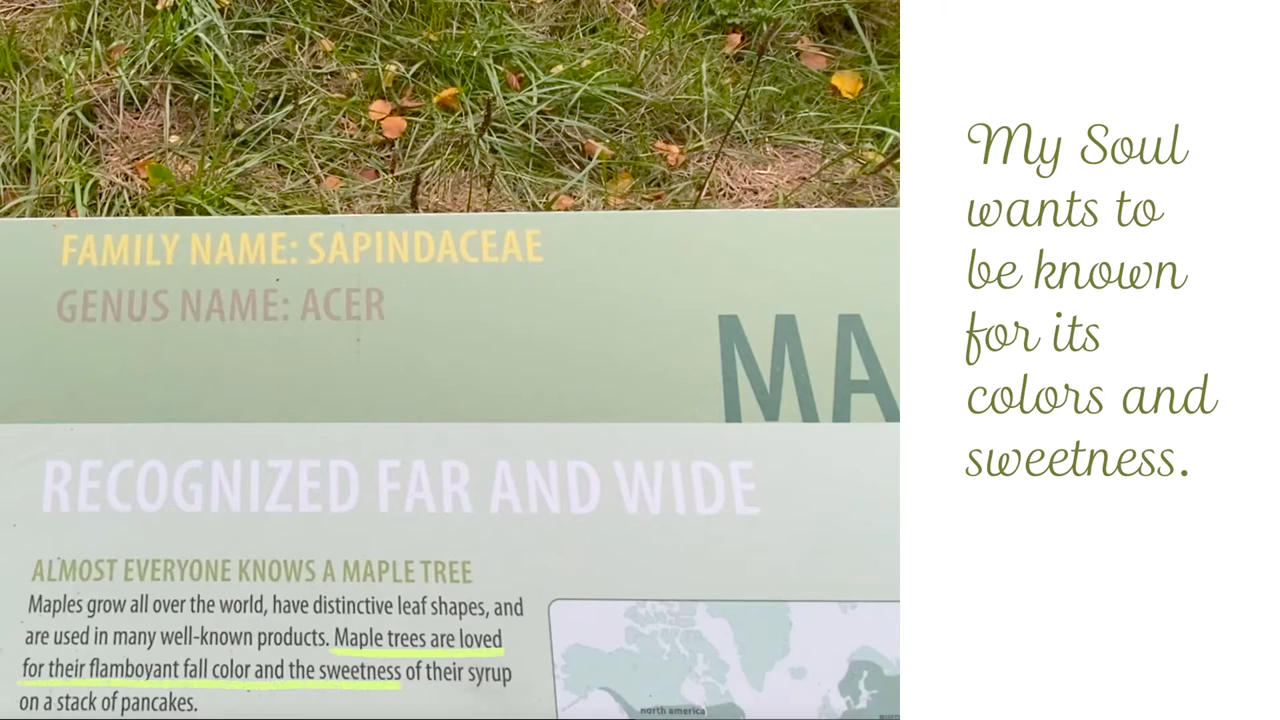 FAMILY NAME: SAPINDACEAE
GENUS NAME: ACER
MA
RECOGNIZED FAR AND WIDE
ALMOST EVERYONE KNOWS A MAPLE TREE
Maples grow all over the world, have distinctive leaf shapes, and
are used in many well-known products. Maple trees are loved
for their flamboyant fall color and the sweetness of their syrup
on a stack of pancakes.
north america
My Soul
wants to
be known
for its
colors and
sweetness.